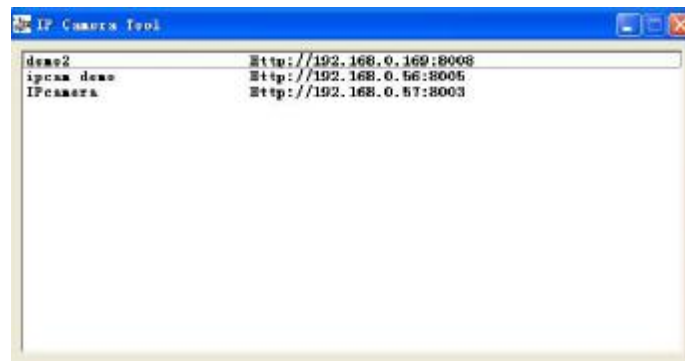 IP Camera Tool
demo2 Http://192.168.0.169:8008
ipcam demo Http://192.168.0.56:8005
IPcamera Http://192.168.0.57:8003